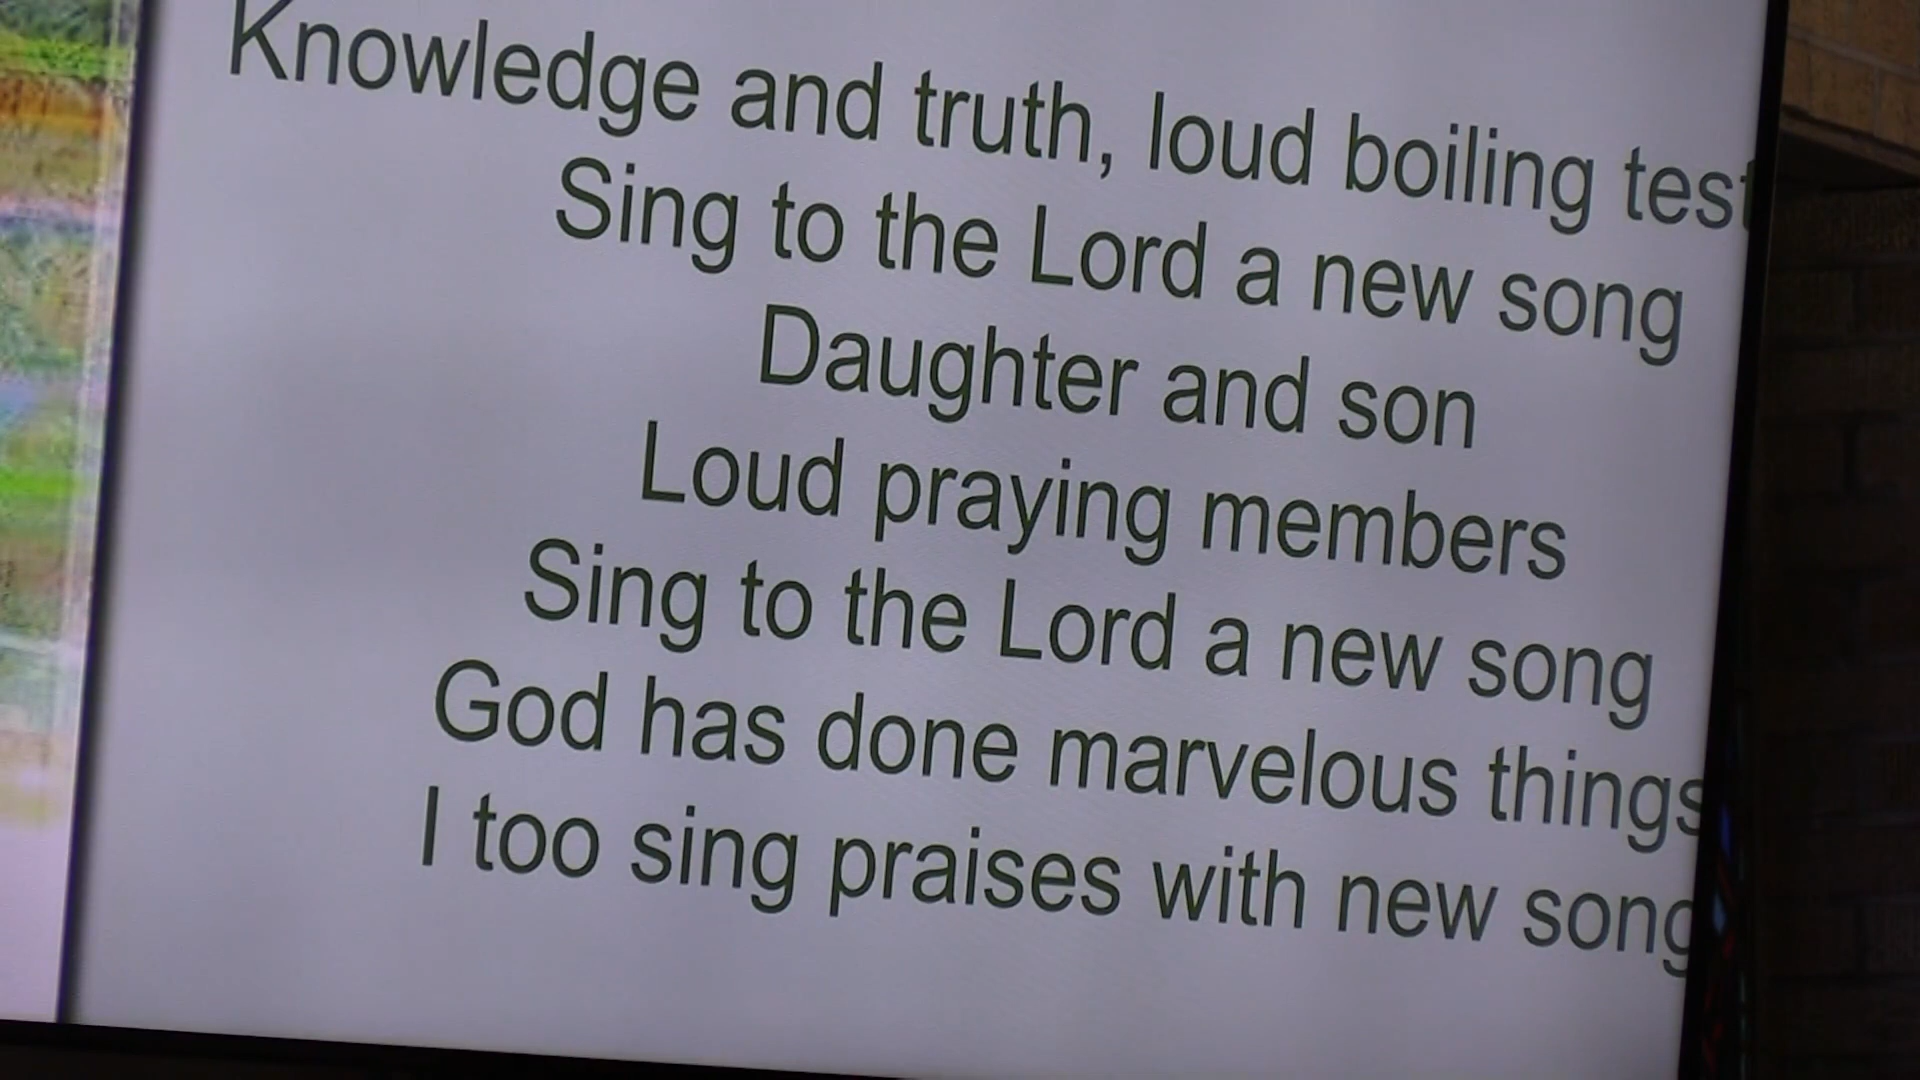 Knowledge and truth, loud boiling test
Sing to the Lord a new song
Daughter and son
Loud praying members
Sing to the Lord a new song
God has done marvelous things
I too sing praises with new song